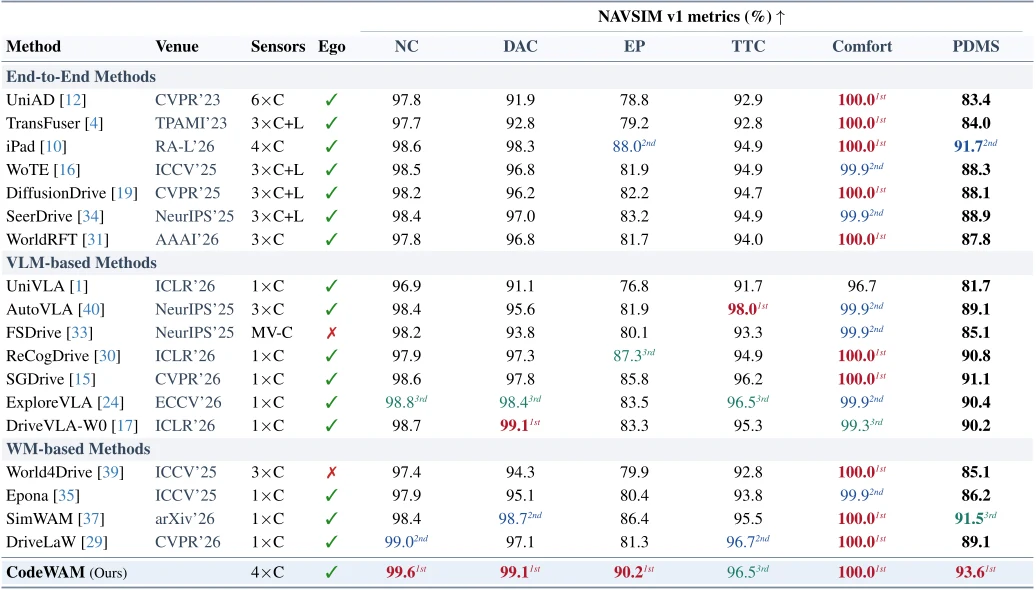 NAVSIM v1 metrics (%) ↑
Method Venue Sensors Ego NC DAC EP TTC Comfort PDMS
End-to-End Methods
UniAD [12] CVPR'23 6×C ✓ 97.8 91.9 78.8 92.9 100.0 1st 83.4
TransFuser [4] TPAMI'23 3×C+L ✓ 97.7 92.8 79.2 92.8 100.0 1st 84.0
iPad [10] RA-L'26 4×C ✓ 98.6 98.3 88.0 2nd 94.9 100.0 1st 91.7 2nd
WoTE [16] ICCV'25 3×C+L ✓ 98.5 96.8 81.9 94.9 99.9 2nd 88.3
DiffusionDrive [19] CVPR'25 3×C+L ✓ 98.2 96.2 82.2 94.7 100.0 1st 88.1
SeerDrive [34] NeurIPS'25 3×C+L ✓ 98.4 97.0 83.2 94.9 99.9 2nd 88.9
WorldRFT [31] AAAI'26 3×C ✓ 97.8 96.8 81.7 94.0 100.0 1st 87.8
VLM-based Methods
UniVLA [1] ICLR'26 1×C ✓ 96.9 91.1 76.8 91.7 96.7 81.7
AutoVLA [40] NeurIPS'25 3×C ✓ 98.4 95.6 81.9 98.0 1st 99.9 2nd 89.1
FSDrive [33] NeurIPS'25 MV-C ✗ 98.2 93.8 80.1 93.3 99.9 2nd 85.1
ReCogDrive [30] ICLR'26 1×C ✓ 97.9 97.3 87.3 3rd 94.9 100.0 1st 90.8
SGDrive [15] CVPR'26 1×C ✓ 98.6 97.8 85.8 96.2 100.0 1st 91.1
ExploreVLA [24] ECCV'26 1×C ✓ 98.8 3rd 98.4 3rd 83.5 96.5 3rd 99.9 2nd 90.4
DriveVLA-W0 [17] ICLR'26 1×C ✓ 98.7 99.1 1st 83.3 95.3 99.3 3rd 90.2
WM-based Methods
World4Drive [39] ICCV'25 3×C ✗ 97.4 94.3 79.9 92.8 100.0 1st 85.1
Epona [35] ICCV'25 1×C ✓ 97.9 95.1 80.4 93.8 99.9 2nd 86.2
SimWAM [37] arXiv'26 1×C ✓ 98.4 98.7 2nd 86.4 95.5 100.0 1st 91.5 3rd
DriveLaW [29] CVPR'26 1×C ✓ 99.0 2nd 97.1 81.3 96.7 2nd 100.0 1st 89.1
CodeWAM (Ours) 4×C ✓ 99.6 1st 99.1 1st 90.2 1st 96.5 3rd 100.0 1st 93.6 1st